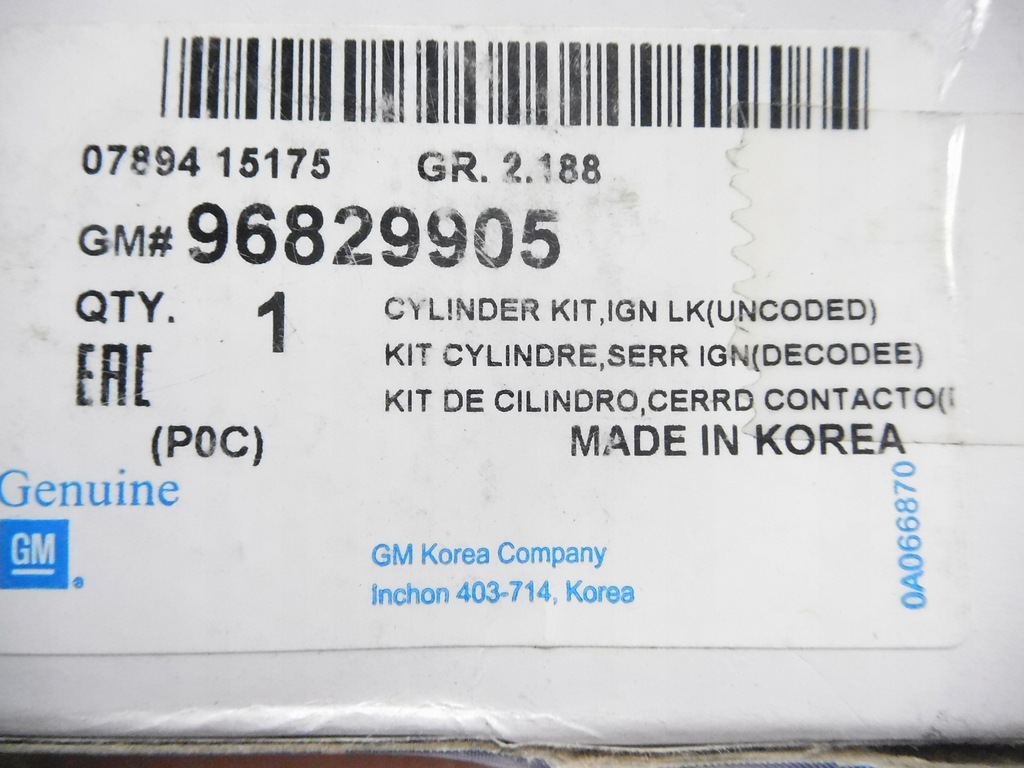 07894 15175 GR. 2.188
GM# 96829905
QTY. 1
CYLINDER KIT,IGN LK(UNCODED)
KIT CYLINDRE,SERR IGN(DECODEE)
KIT DE CILINDRO,CERRD CONTACTO(
EAC
(P0C)
MADE IN KOREA
Genuine
GM
GM Korea Company
Inchon 403-714, Korea
0A066870